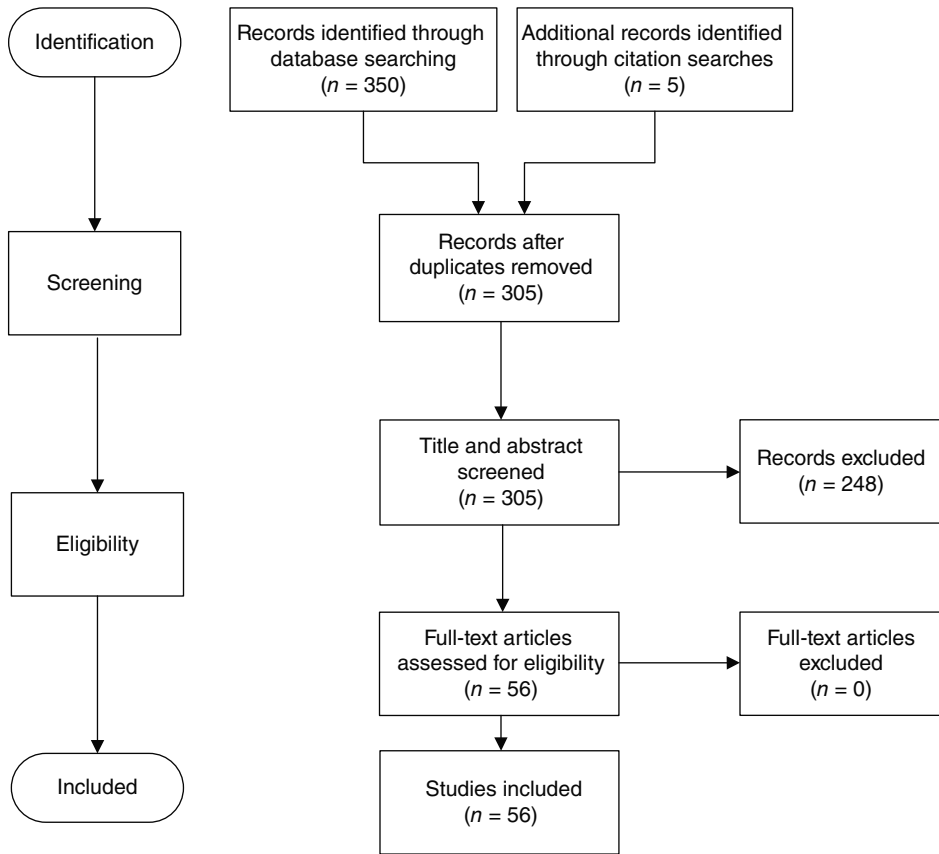 Identification
Records identified through
database searching
(n = 350)
Additional records identified
through citation searches
(n = 5)
Records after
duplicates removed
(n = 305)
Screening
Title and abstract
screened
(n = 305)
Records excluded
(n = 248)
Eligibility
Full-text articles
assessed for eligibility
(n = 56)
Full-text articles
excluded
(n = 0)
Included
Studies included
(n = 56)